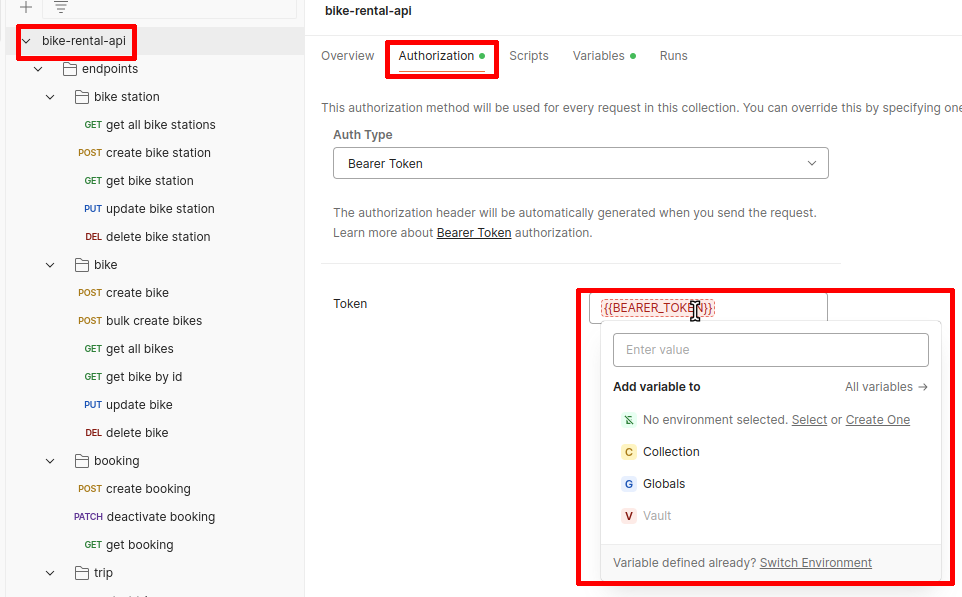 bike-rental-api
endpoints
bike station
GET get all bike stations
POST create bike station
GET get bike station
PUT update bike station
DEL delete bike station
bike
POST create bike
POST bulk create bikes
GET get all bikes
GET get bike by id
PUT update bike
DEL delete bike
booking
POST create booking
PATCH deactivate booking
GET get booking
trip
bike-rental-api
Overview Authorization Scripts Variables Runs
This authorization method will be used for every request in this collection. You can override this by specifying one
Auth Type
Bearer Token
The authorization header will be automatically generated when you send the request.
Learn more about Bearer Token authorization.
Token
{{BEARER_TOKEN}}
Enter value
Add variable to All variables →
No environment selected. Select or Create One
C Collection
G Globals
V Vault
Variable defined already? Switch Environment